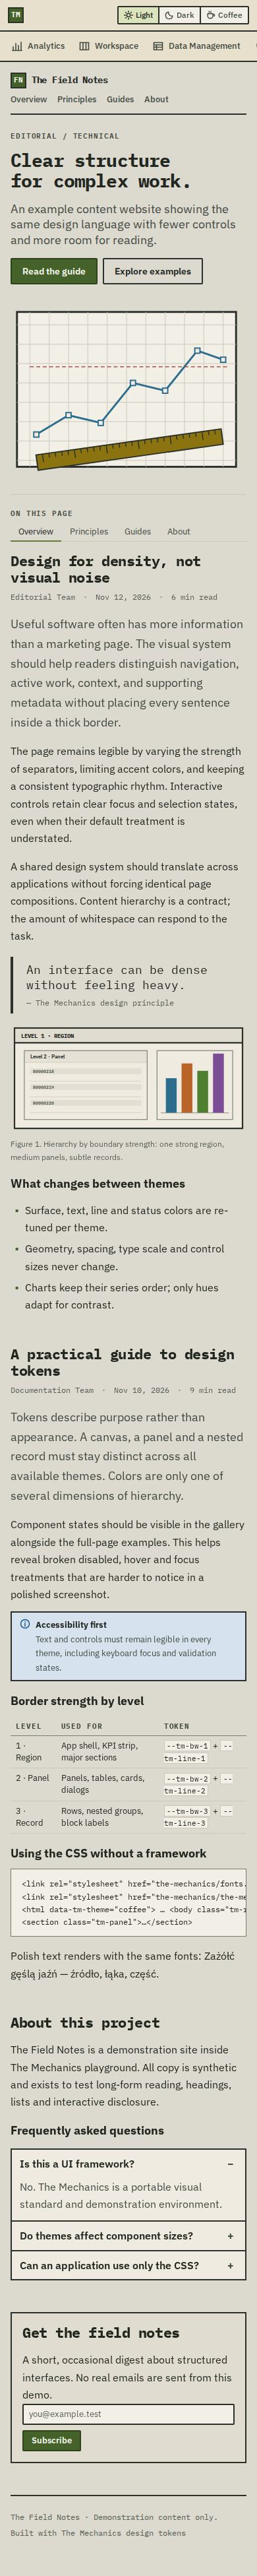 TM
Light
Dark
Coffee
Analytics
Workspace
Data Management
FN
The Field Notes
Overview
Principles
Guides
About
EDITORIAL / TECHNICAL
Clear structure
for complex work.
An example content website showing the
same design language with fewer controls
and more room for reading.
Read the guide
Explore examples
ON THIS PAGE
Overview
Principles
Guides
About
Design for density, not
visual noise
Editorial Team · Nov 12, 2026 · 6 min read
Useful software often has more information
than a marketing page. The visual system
should help readers distinguish navigation,
active work, context, and supporting
metadata without placing every sentence
inside a thick border.
The page remains legible by varying the strength
of separators, limiting accent colors, and keeping
a consistent typographic rhythm. Interactive
controls retain clear focus and selection states,
even when their default treatment is
understated.
A shared design system should translate across
applications without forcing identical page
compositions. Content hierarchy is a contract;
the amount of whitespace can respond to the
task.
An interface can be dense
without feeling heavy.
— The Mechanics design principle
LEVEL 1 · REGION
Level 2 · Panel
Figure 1. Hierarchy by boundary strength: one strong region,
medium panels, subtle records.
What changes between themes
▪ Surface, text, line and status colors are re-
tuned per theme.
▪ Geometry, spacing, type scale and control
sizes never change.
▪ Charts keep their series order; only hues
adapt for contrast.
A practical guide to design
tokens
Documentation Team · Nov 10, 2026 · 9 min read
Tokens describe purpose rather than
appearance. A canvas, a panel and a nested
record must stay distinct across all
available themes. Colors are only one of
several dimensions of hierarchy.
Component states should be visible in the gallery
alongside the full-page examples. This helps
reveal broken disabled, hover and focus
treatments that are harder to notice in a
polished screenshot.
Accessibility first
Text and controls must remain legible in every
theme, including keyboard focus and validation
states.
Border strength by level
LEVEL USED FOR TOKEN
1 · Region
App shell, KPI strip, major sections
--tm-bw-1 + --tm-line-1
2 · Panel
Panels, tables, cards, dialogs
--tm-bw-2 + --tm-line-2
3 · Record
Rows, nested groups, block labels
--tm-bw-3 + --tm-line-3
Using the CSS without a framework
<link rel="stylesheet" href="the-mechanics/fonts.
<link rel="stylesheet" href="the-mechanics/the-me
<html data-tm-theme="coffee"> … <body class="tm-r
<section class="tm-panel">…</section>
Polish text renders with the same fonts: Zażółć
gęślą jaźń — źródło, łąka, część.
About this project
The Field Notes is a demonstration site inside
The Mechanics playground. All copy is synthetic
and exists to test long-form reading, headings,
lists and interactive disclosure.
Frequently asked questions
Is this a UI framework? −
No. The Mechanics is a portable visual
standard and demonstration environment.
Do themes affect component sizes? +
Can an application use only the CSS? +
Get the field notes
A short, occasional digest about structured
interfaces. No real emails are sent from this
demo.
you@example.test
Subscribe
The Field Notes · Demonstration content only.
Built with The Mechanics design tokens